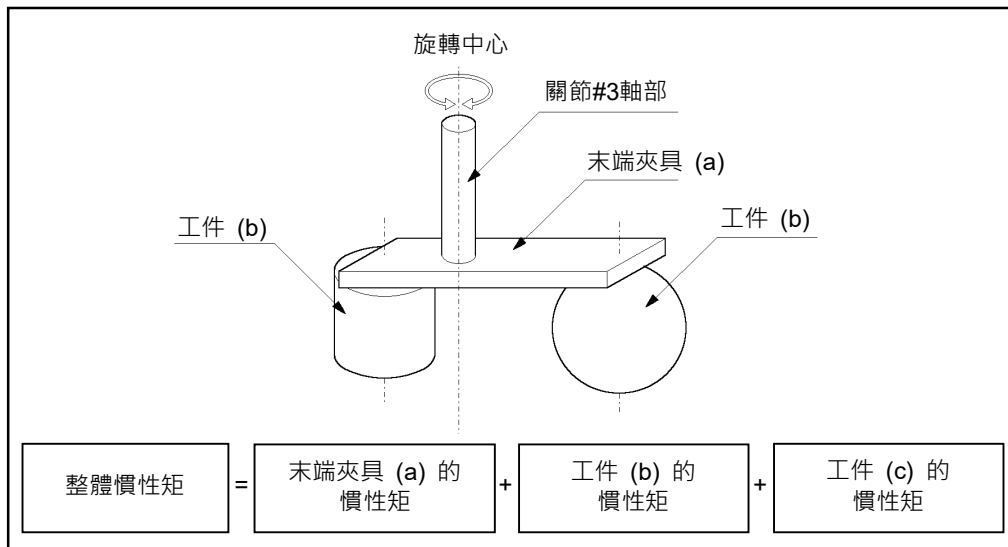 旋轉中心
關節#3軸部
末端夾具 (a)
工件 (b)
工件 (b)
整體慣性矩
=
末端夾具 (a) 的
慣性矩
+
工件 (b) 的
慣性矩
+
工件 (c) 的
慣性矩